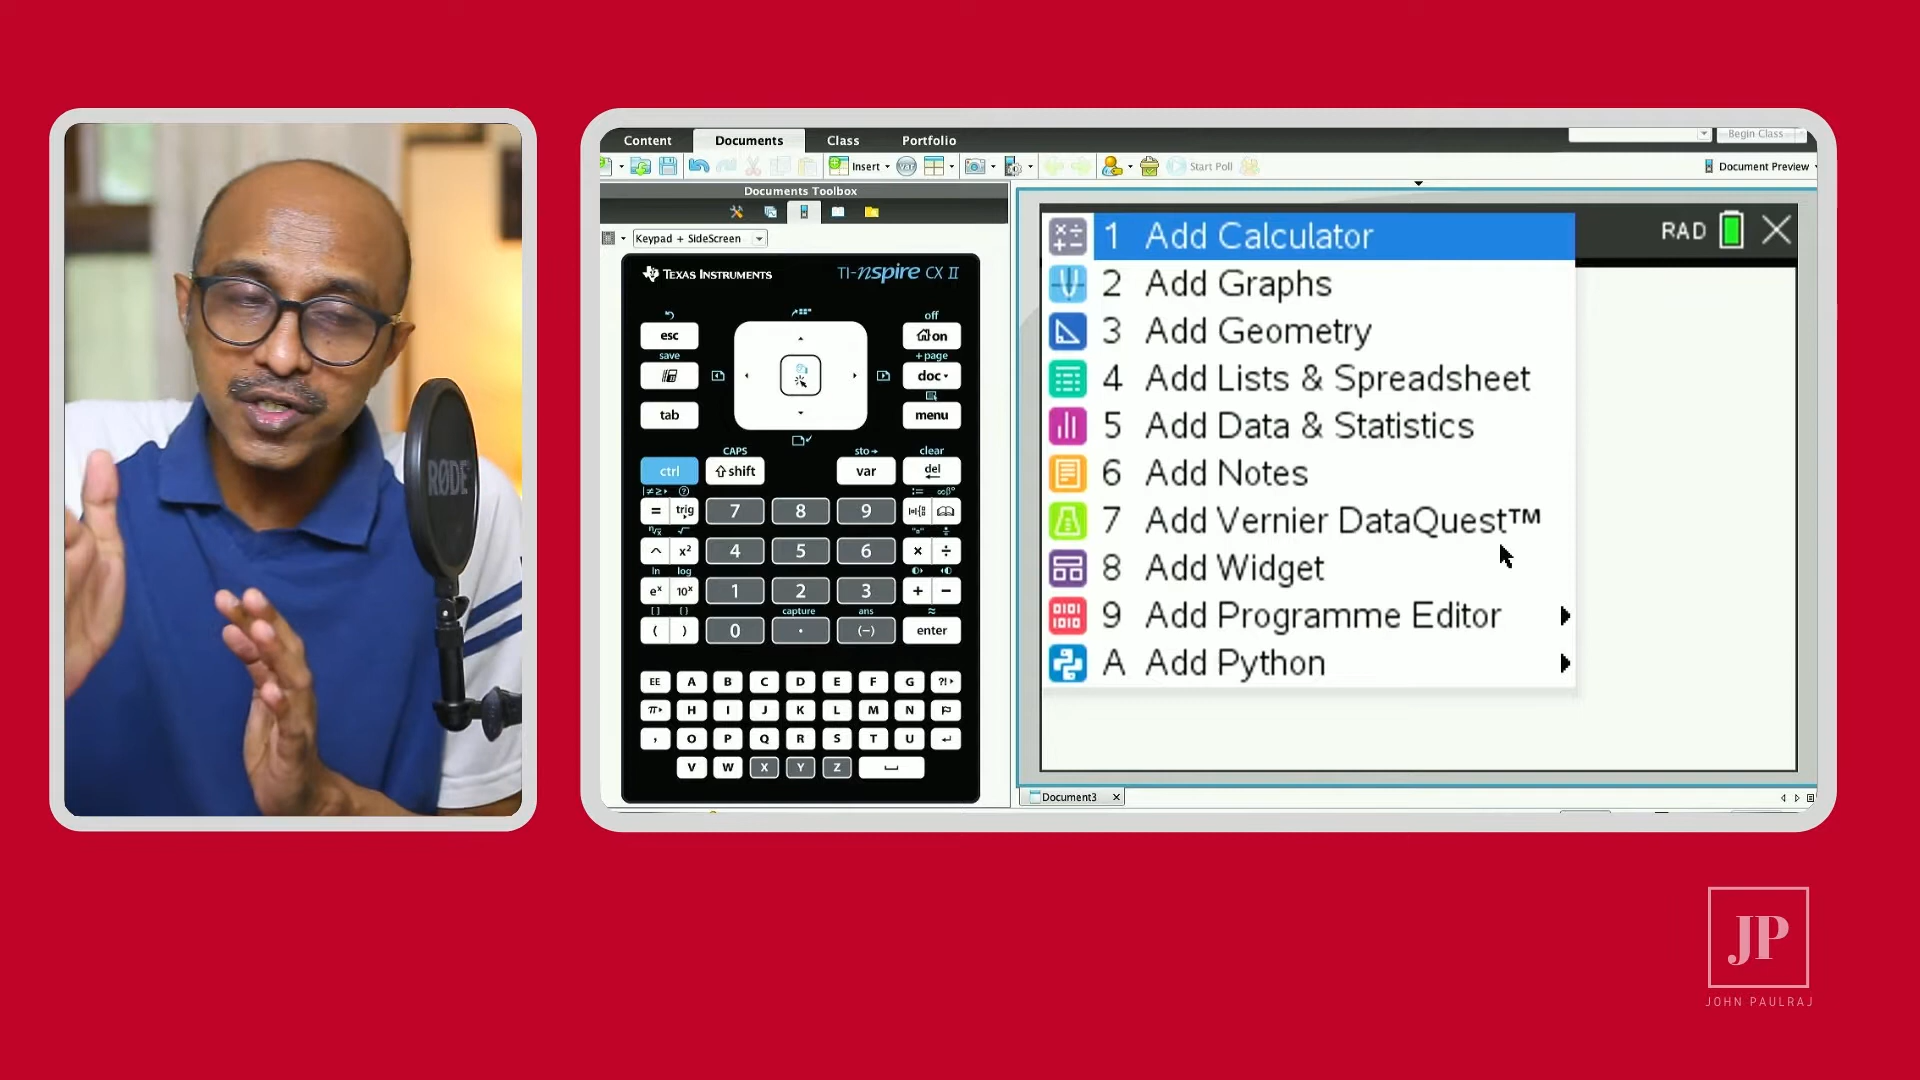 RØDE
Content Documents Class Portfolio
Begin Class
Insert
Start Poll
Document Preview
Documents Toolbox
Keypad + SideScreen
TEXAS INSTRUMENTS TI-nspire CX II
off
esc
on
save
+ page
doc
tab
menu
CAPS sto→ clear
ctrl shift var del
= trig 7 8 9
^ x² 4 5 6 × ÷
ln log
eˣ 10ˣ 1 2 3 + −
[ ] { } capture ans ≈
( ) 0 . (−) enter
EE A B C D E F G ?!▸
π▸ H I J K L M N
, O P Q R S T U
V W X Y Z
RAD
1 Add Calculator
2 Add Graphs
3 Add Geometry
4 Add Lists & Spreadsheet
5 Add Data & Statistics
6 Add Notes
7 Add Vernier DataQuest™
8 Add Widget
9 Add Programme Editor
A Add Python
Document3
JP
JOHN PAULRAJ